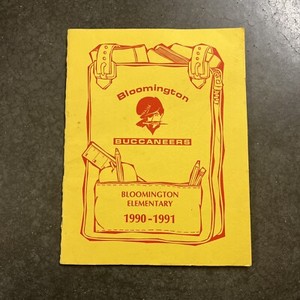 Bloomington
BUCCANEERS
BLOOMINGTON
ELEMENTARY
1990-1991